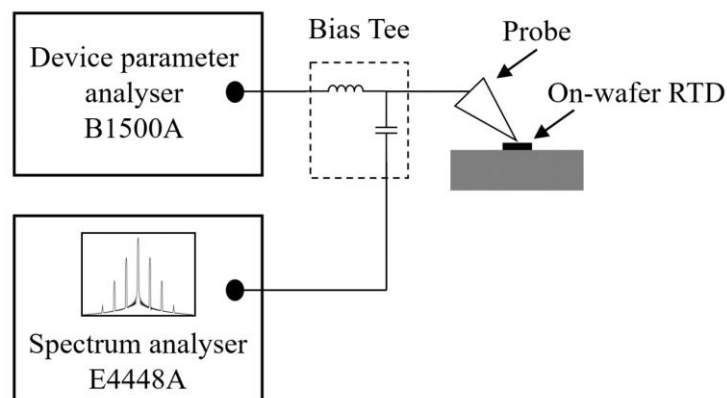 Device parameter
analyser
B1500A
Bias Tee
Probe
On-wafer RTD
Spectrum analyser
E4448A